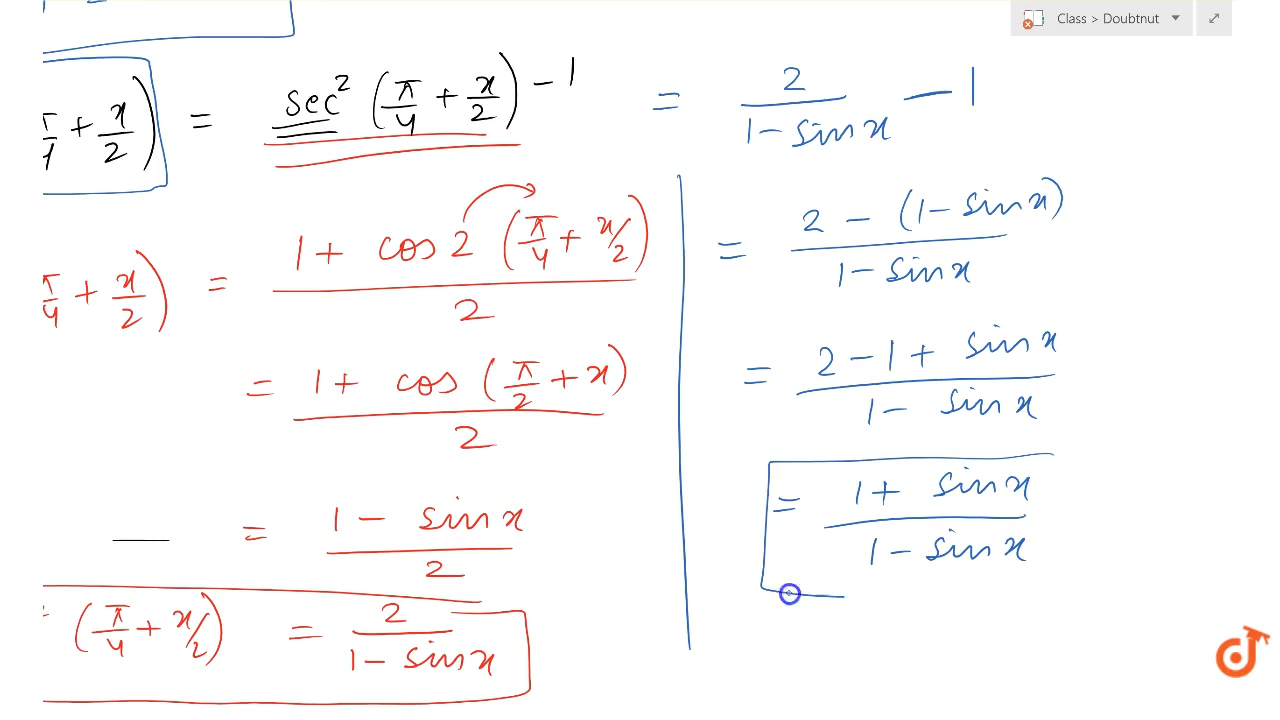 Class > Doubtnut
π/4 + x/2) = sec² (π/4 + x/2) - 1 = 2/(1 - sin x) - 1
π/4 + x/2) = (1 + cos 2 (π/4 + x/2))/2
= (1 + cos (π/2 + x))/2
— = (1 - sin x)/2
(π/4 + x/2) = 2/(1 - sin x)
= (2 - (1 - sin x))/(1 - sin x)
= (2 - 1 + sin x)/(1 - sin x)
= (1 + sin x)/(1 - sin x)